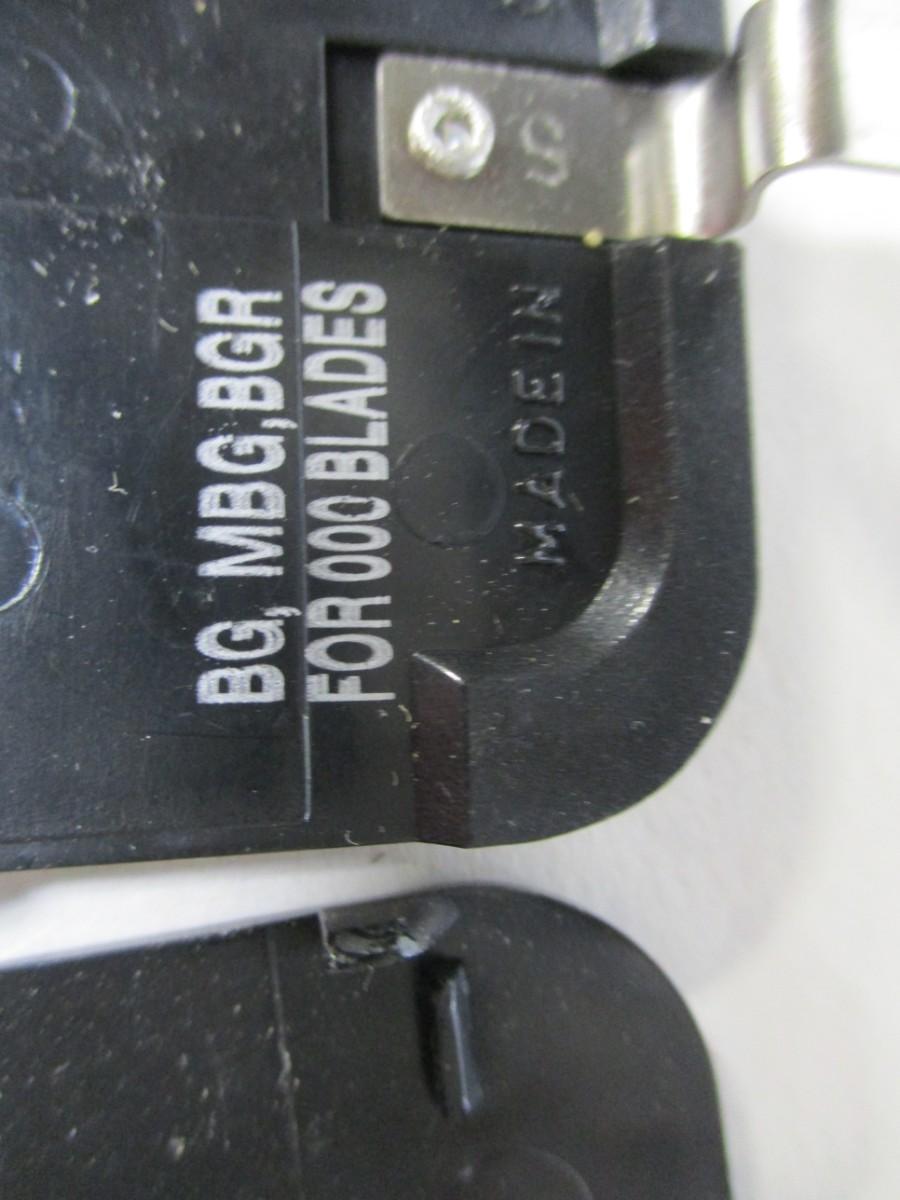 S
BG, MBG,BGR
FOR 000 BLADES
MADE IN